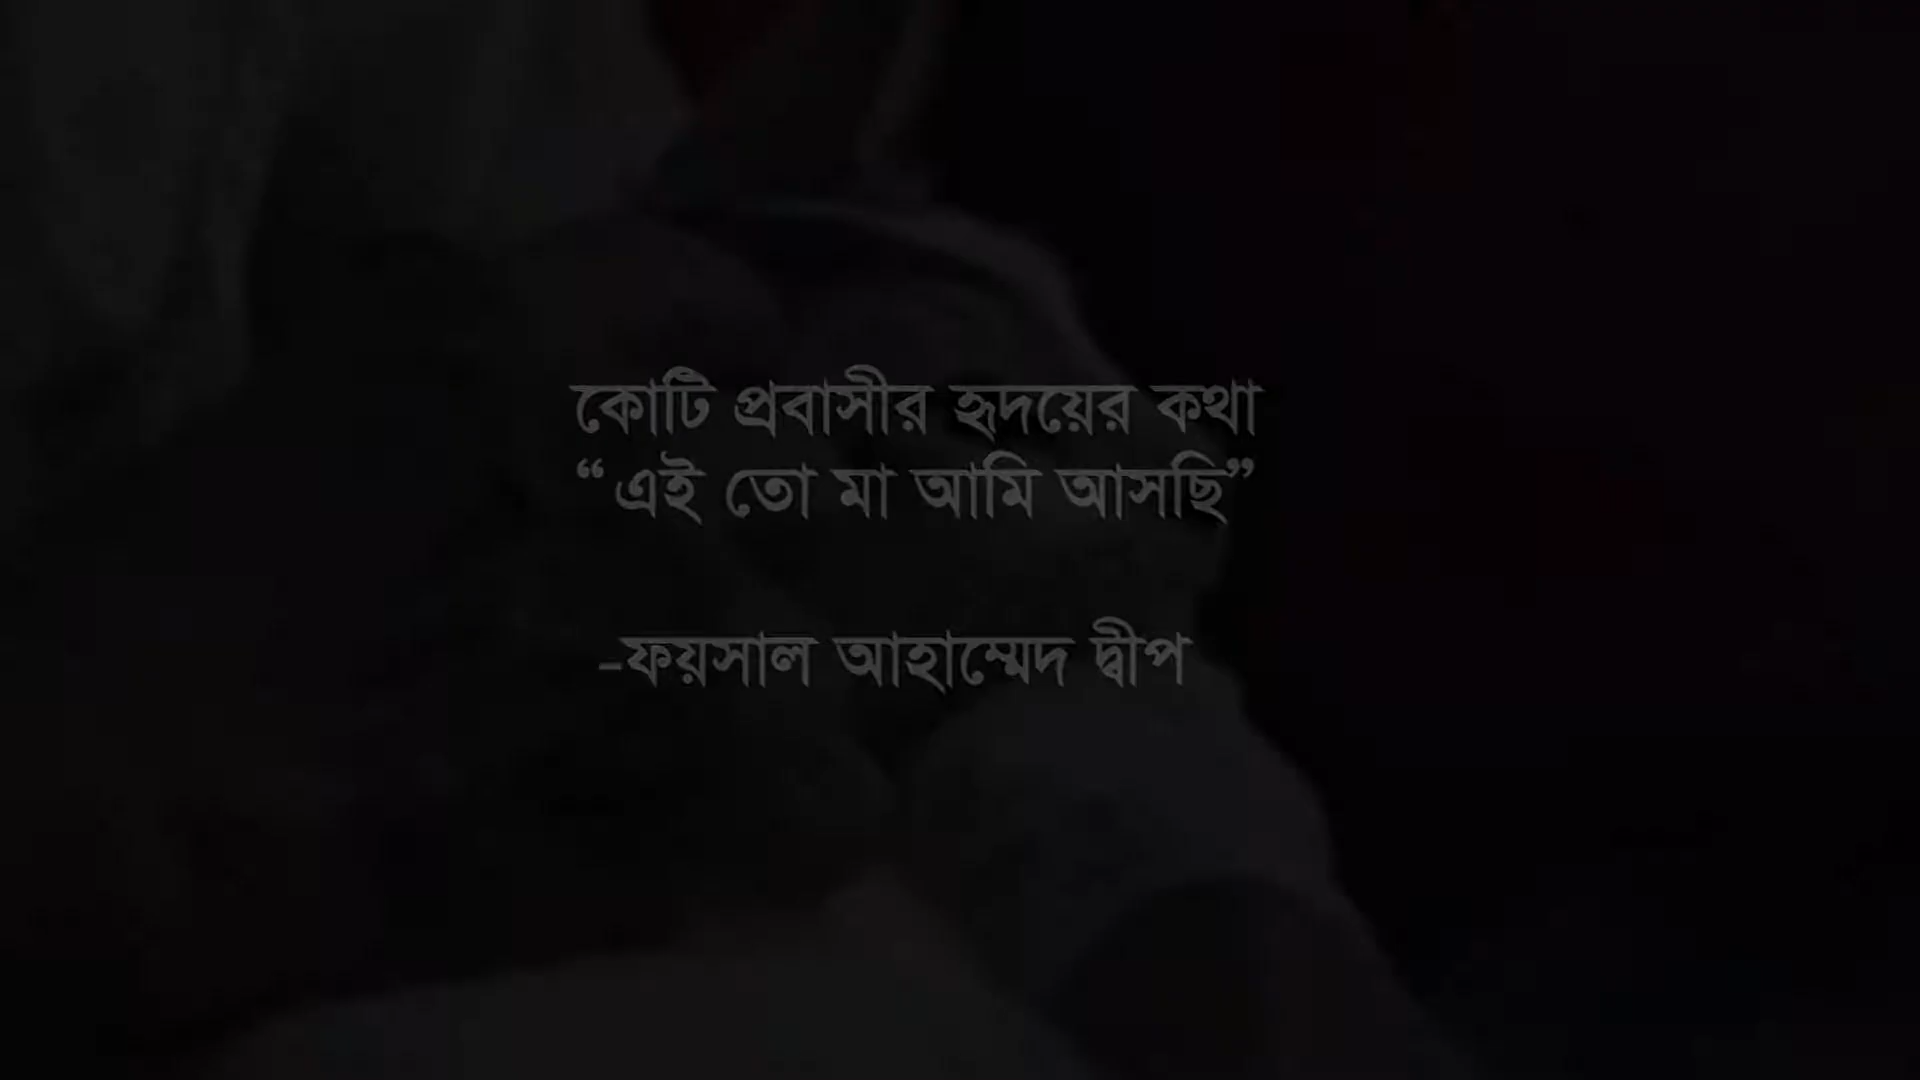 কোটি প্রবাসীর হৃদয়ের কথা
“এই তো মা আমি আসছি”
-ফয়সাল আহাম্মেদ দ্বীপ